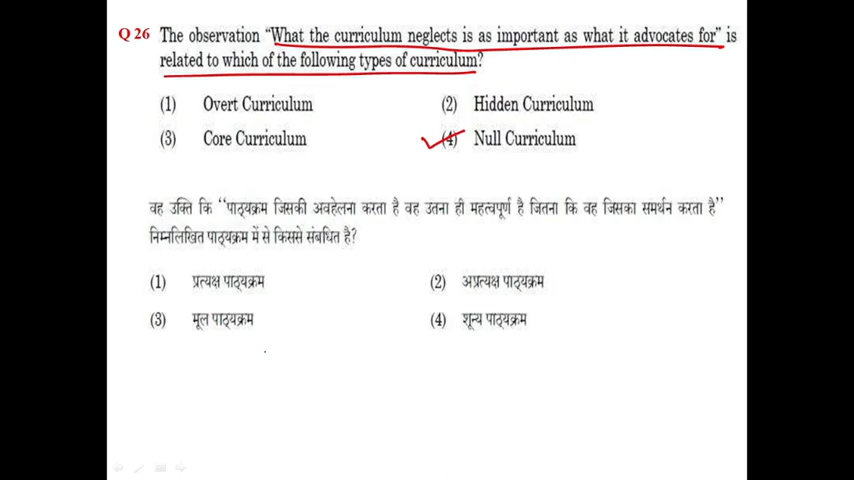 Q 26 The observation "What the curriculum neglects is as important as what it advocates for" is
related to which of the following types of curriculum?
(1) Overt Curriculum (2) Hidden Curriculum
(3) Core Curriculum (4) Null Curriculum
वह उक्ति कि "पाठ्यक्रम जिसकी अवहेलना करता है वह उतना ही महत्वपूर्ण है जितना कि वह जिसका समर्थन करता है"
निम्नलिखित पाठ्यक्रम में से किससे संबधित है?
(1) प्रत्यक्ष पाठ्यक्रम (2) अप्रत्यक्ष पाठ्यक्रम
(3) मूल पाठ्यक्रम (4) शून्य पाठ्यक्रम